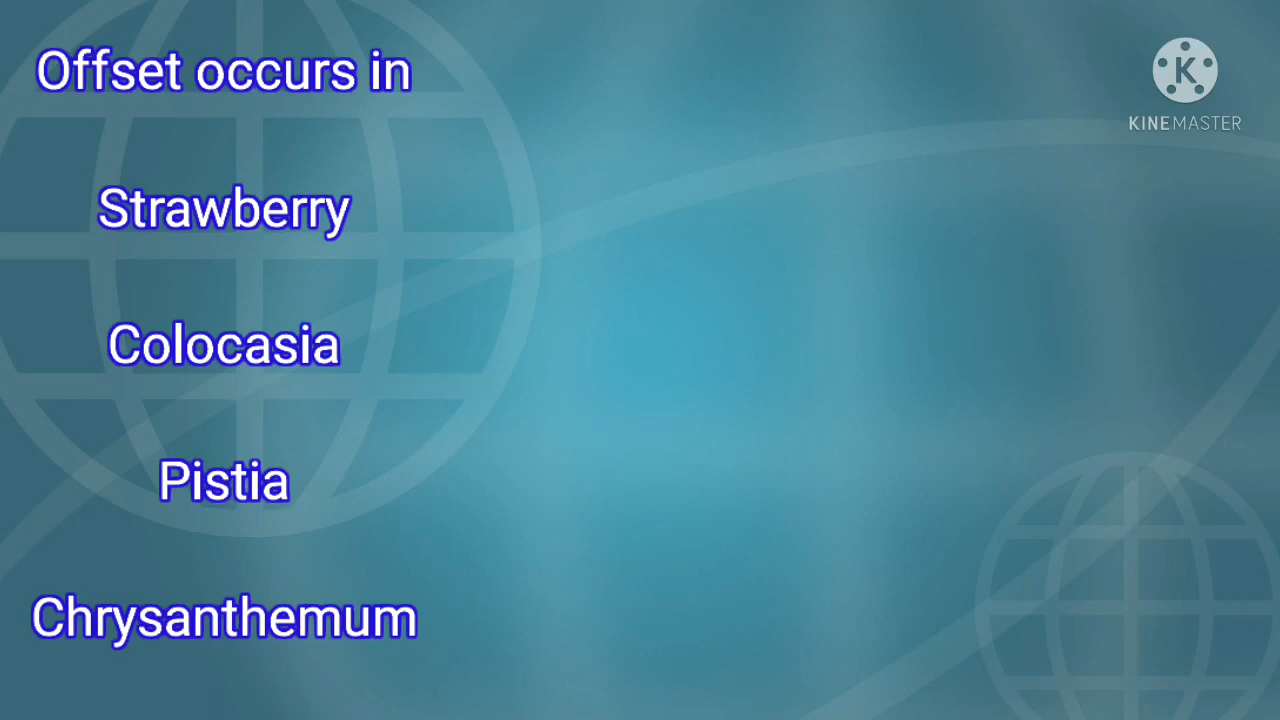 Offset occurs in
Strawberry
Colocasia
Pistia
Chrysanthemum
K
KINEMASTER